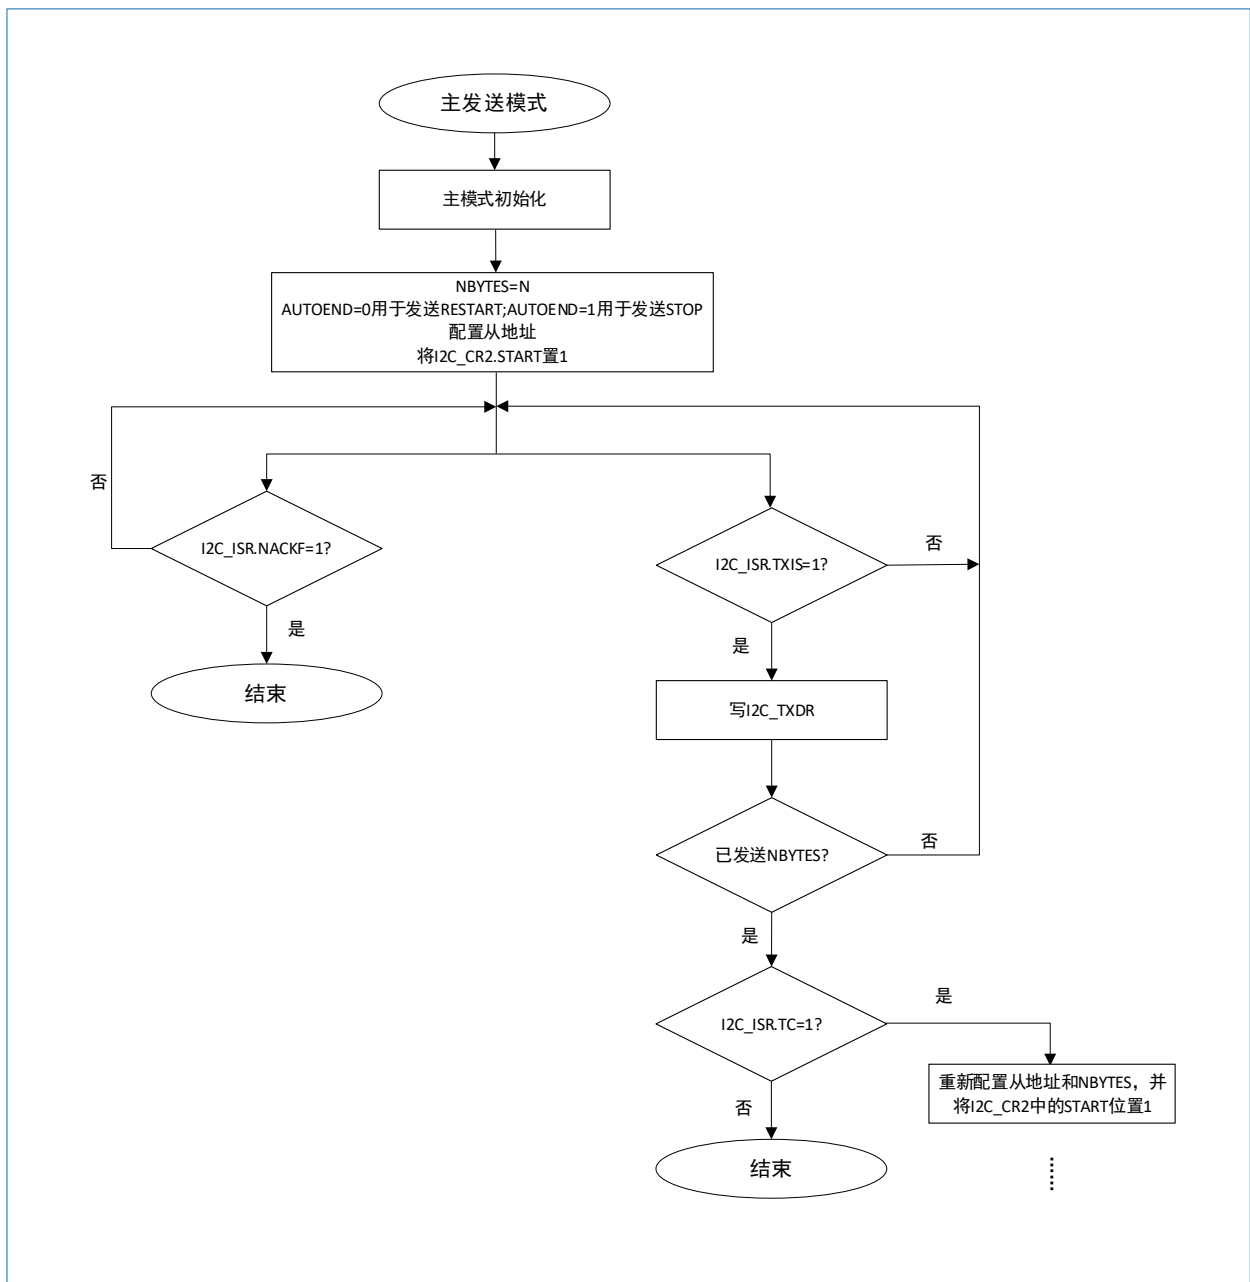 主发送模式
主模式初始化
NBYTES=N
AUTOEND=0用于发送RESTART;AUTOEND=1用于发送STOP
配置从地址
将I2C_CR2.START置1
否
I2C_ISR.NACKF=1?
是
结束
I2C_ISR.TXIS=1?
否
是
写I2C_TXDR
已发送NBYTES?
否
是
I2C_ISR.TC=1?
是
重新配置从地址和NBYTES，并
将I2C_CR2中的START位置1
否
结束